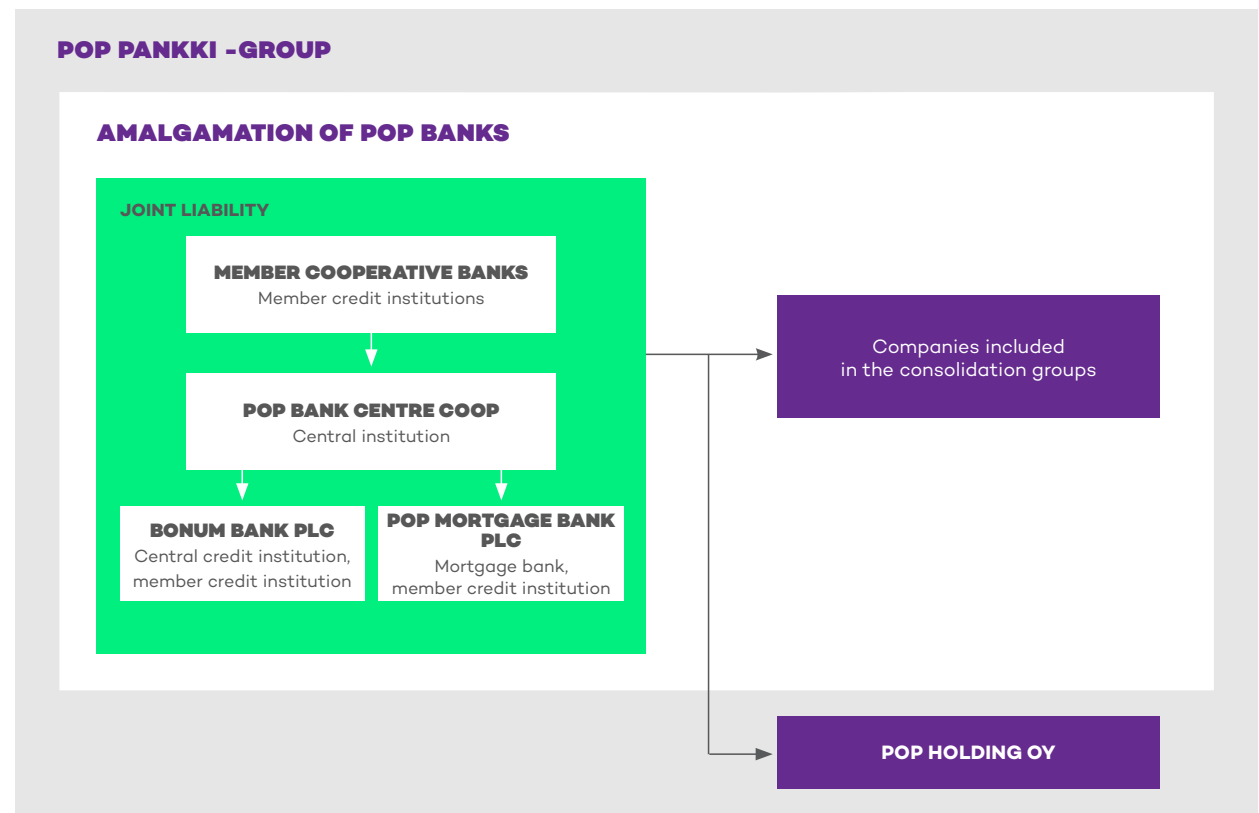 POP PANKKI -GROUP
AMALGAMATION OF POP BANKS
JOINT LIABILITY
MEMBER COOPERATIVE BANKS
Member credit institutions
POP BANK CENTRE COOP
Central institution
BONUM BANK PLC
Central credit institution,
member credit institution
POP MORTGAGE BANK
PLC
Mortgage bank,
member credit institution
Companies included
in the consolidation groups
POP HOLDING OY